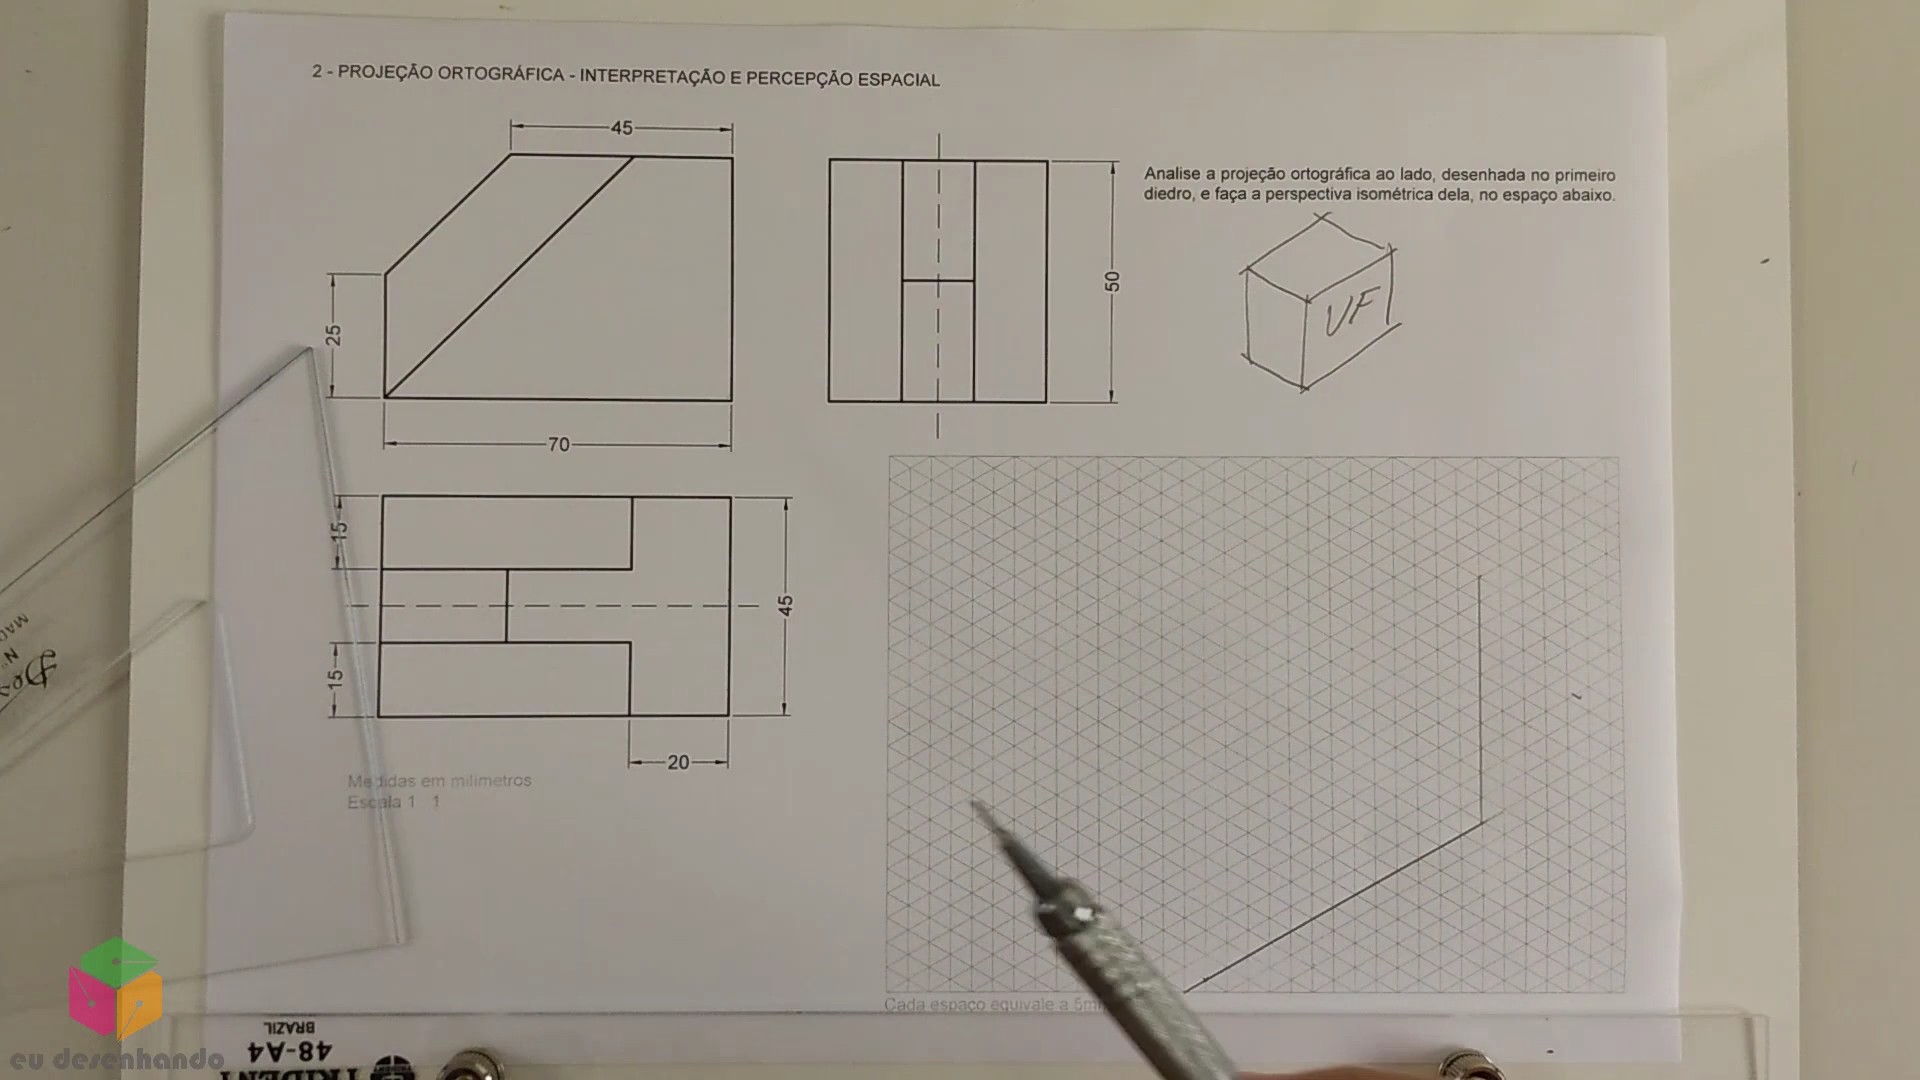 2 - PROJEÇÃO ORTOGRÁFICA - INTERPRETAÇÃO E PERCEPÇÃO ESPACIAL
45
25
70
50
Analise a projeção ortográfica ao lado, desenhada no primeiro
diedro, e faça a perspectiva isométrica dela, no espaço abaixo.
VF
15
45
15
20
Medidas em milimetros
Escala 1 1
Cada espaço equivale a 5m
BRAZIL
48-A4
TRIDENT
eu desenhando